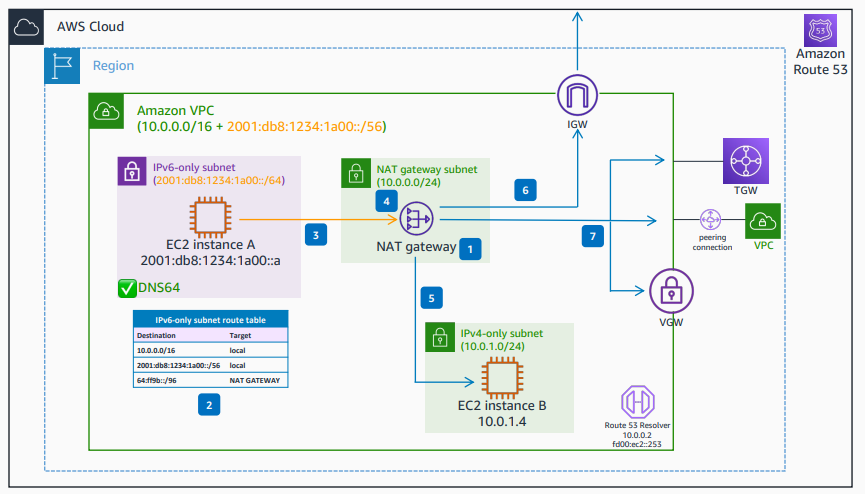 AWS Cloud
53
Amazon
Route 53
Region
Amazon VPC
(10.0.0.0/16 + 2001:db8:1234:1a00::/56)
IGW
IPv6-only subnet
(2001:db8:1234:1a00::/64)
NAT gateway subnet
(10.0.0.0/24)
6
TGW
4
3
EC2 instance A
2001:db8:1234:1a00::a
NAT gateway
1
7
peering
connection
VPC
DNS64
5
VGW
IPv6-only subnet route table
Destination Target
10.0.0.0/16 local
2001:db8:1234:1a00::/56 local
64:ff9b::/96 NAT GATEWAY
2
IPv4-only subnet
(10.0.1.0/24)
EC2 instance B
10.0.1.4
Route 53 Resolver
10.0.0.2
fd00:ec2::253